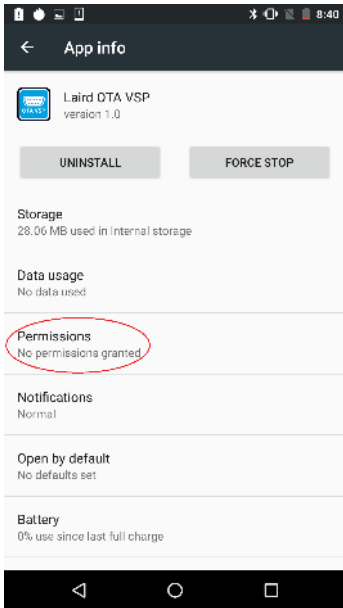 8:40
App info
OTA VSP
Laird OTA VSP
version 1.0
UNINSTALL
FORCE STOP
Storage
28.06 MB used in Internal storage
Data usage
No data used
Permissions
No permissions granted
Notifications
Normal
Open by default
No defaults set
Battery
0% use since last full charge